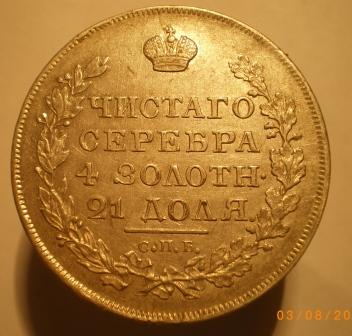 ЧИСТАГО
СЕРЕБРА
4 ЗОЛОТН·
21 ДОЛЯ
С.П.Б.
03/08/20